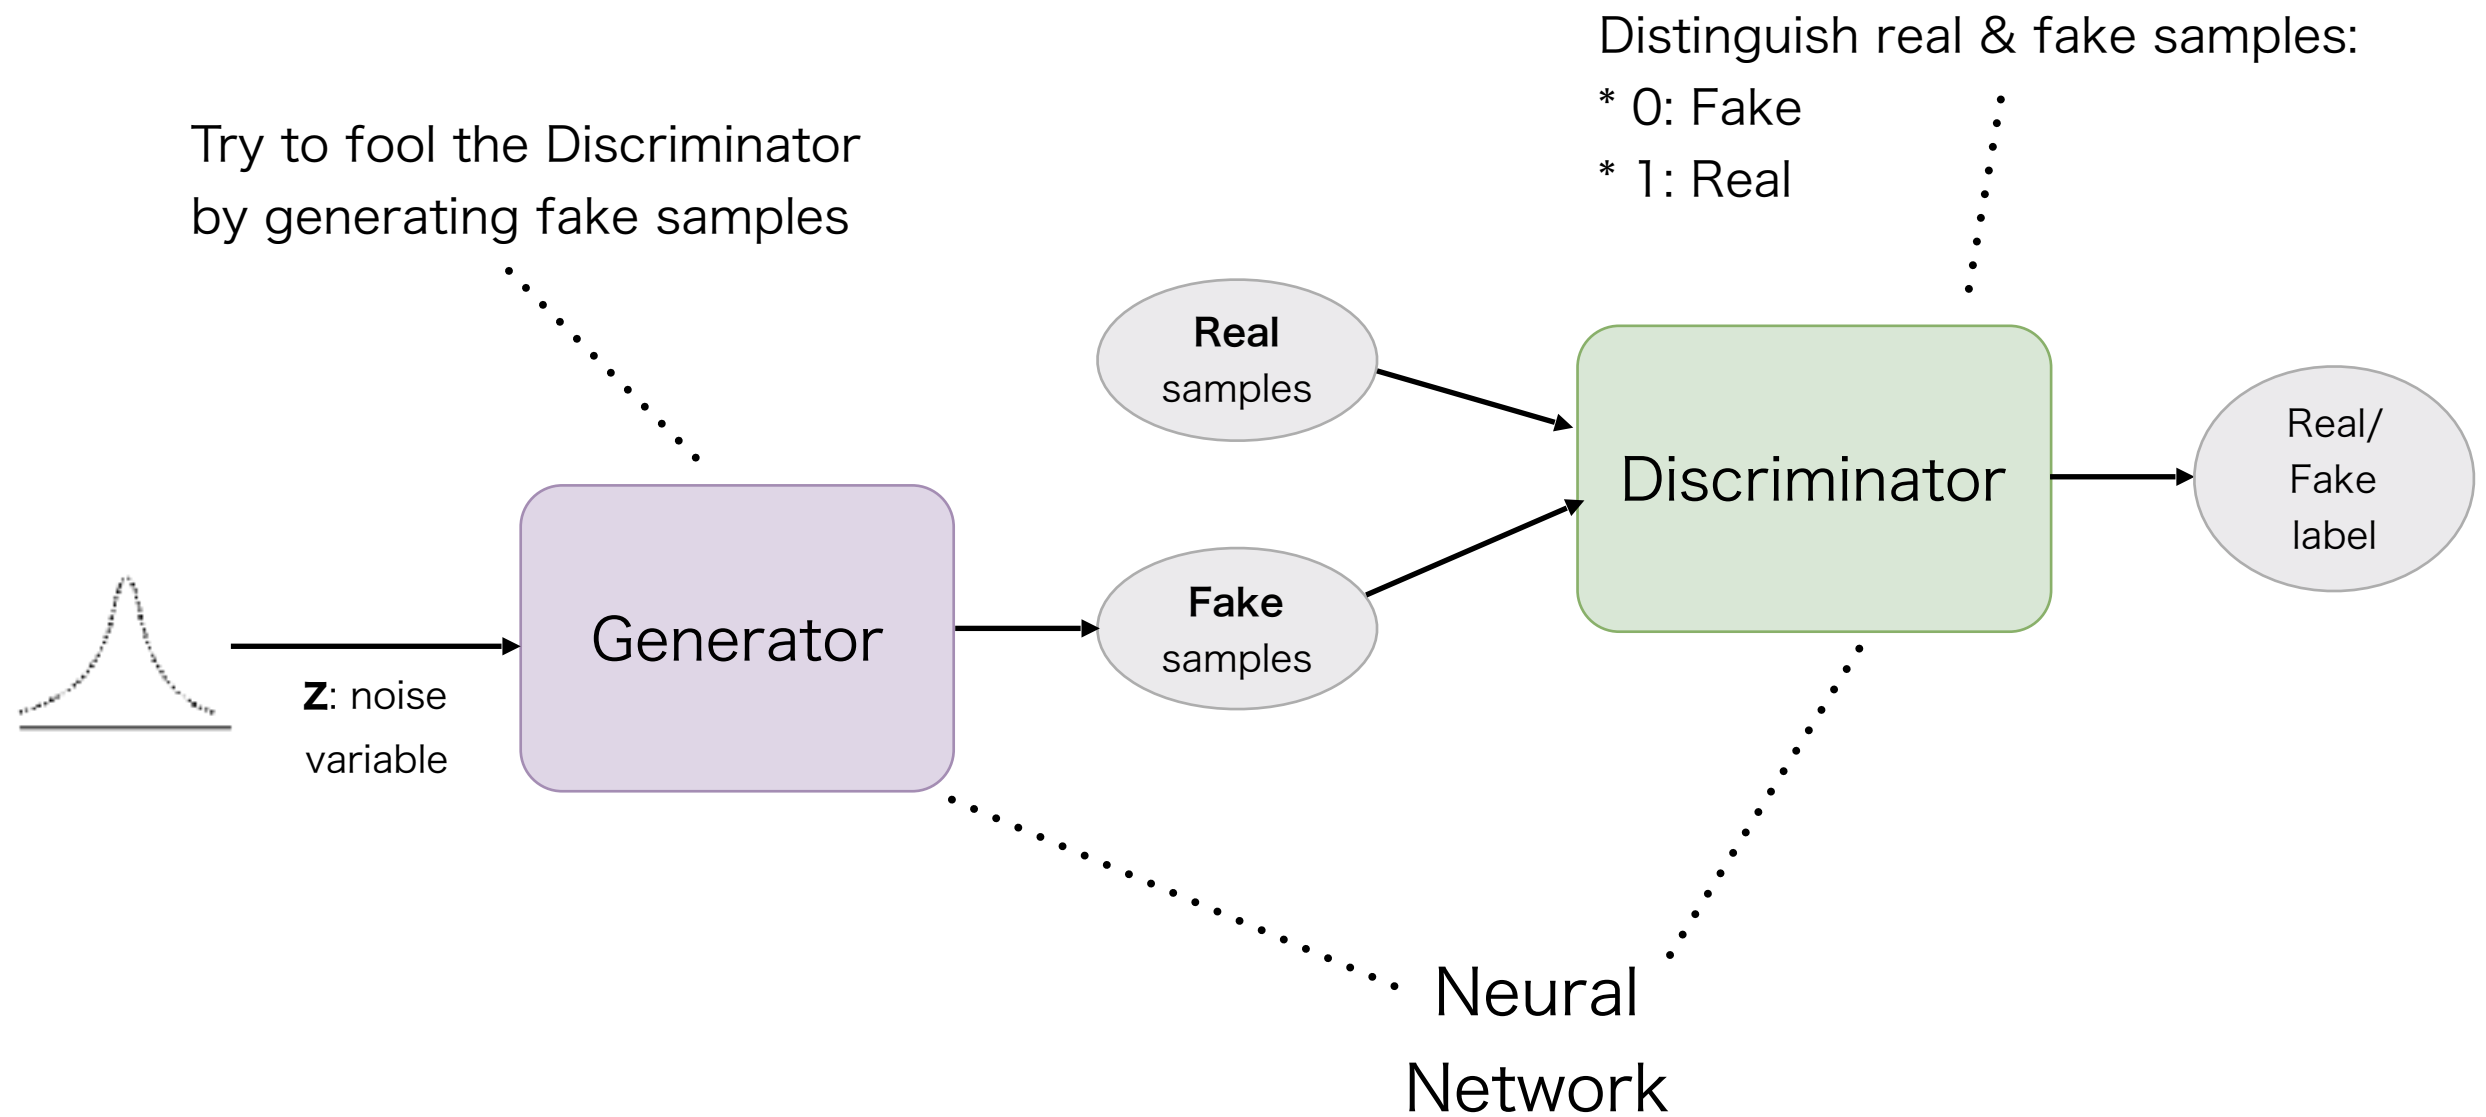 Distinguish real & fake samples:
* 0: Fake
* 1: Real
Try to fool the Discriminator
by generating fake samples
Real
samples
Discriminator
Real/
Fake
label
Fake
samples
Generator
z: noise
variable
Neural
Network